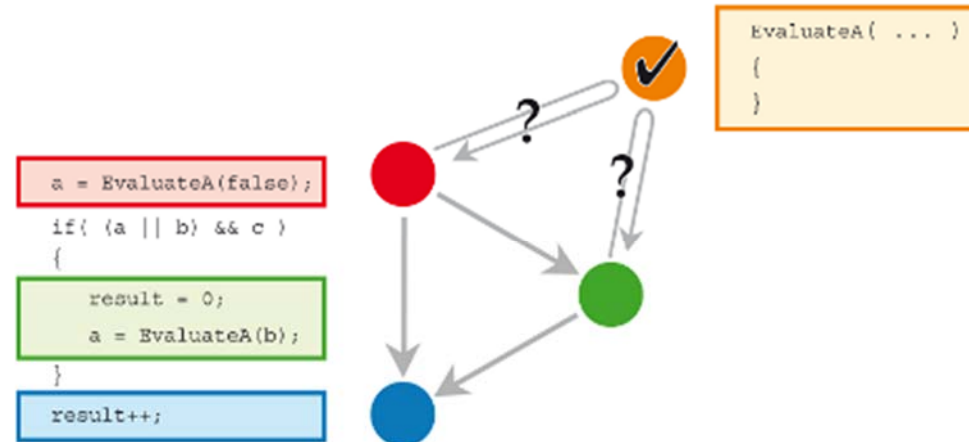 EvaluateA( ... )
{
}
?
?
a = EvaluateA(false);
if( (a || b) && c )
{
result = 0;
a = EvaluateA(b);
}
result++;